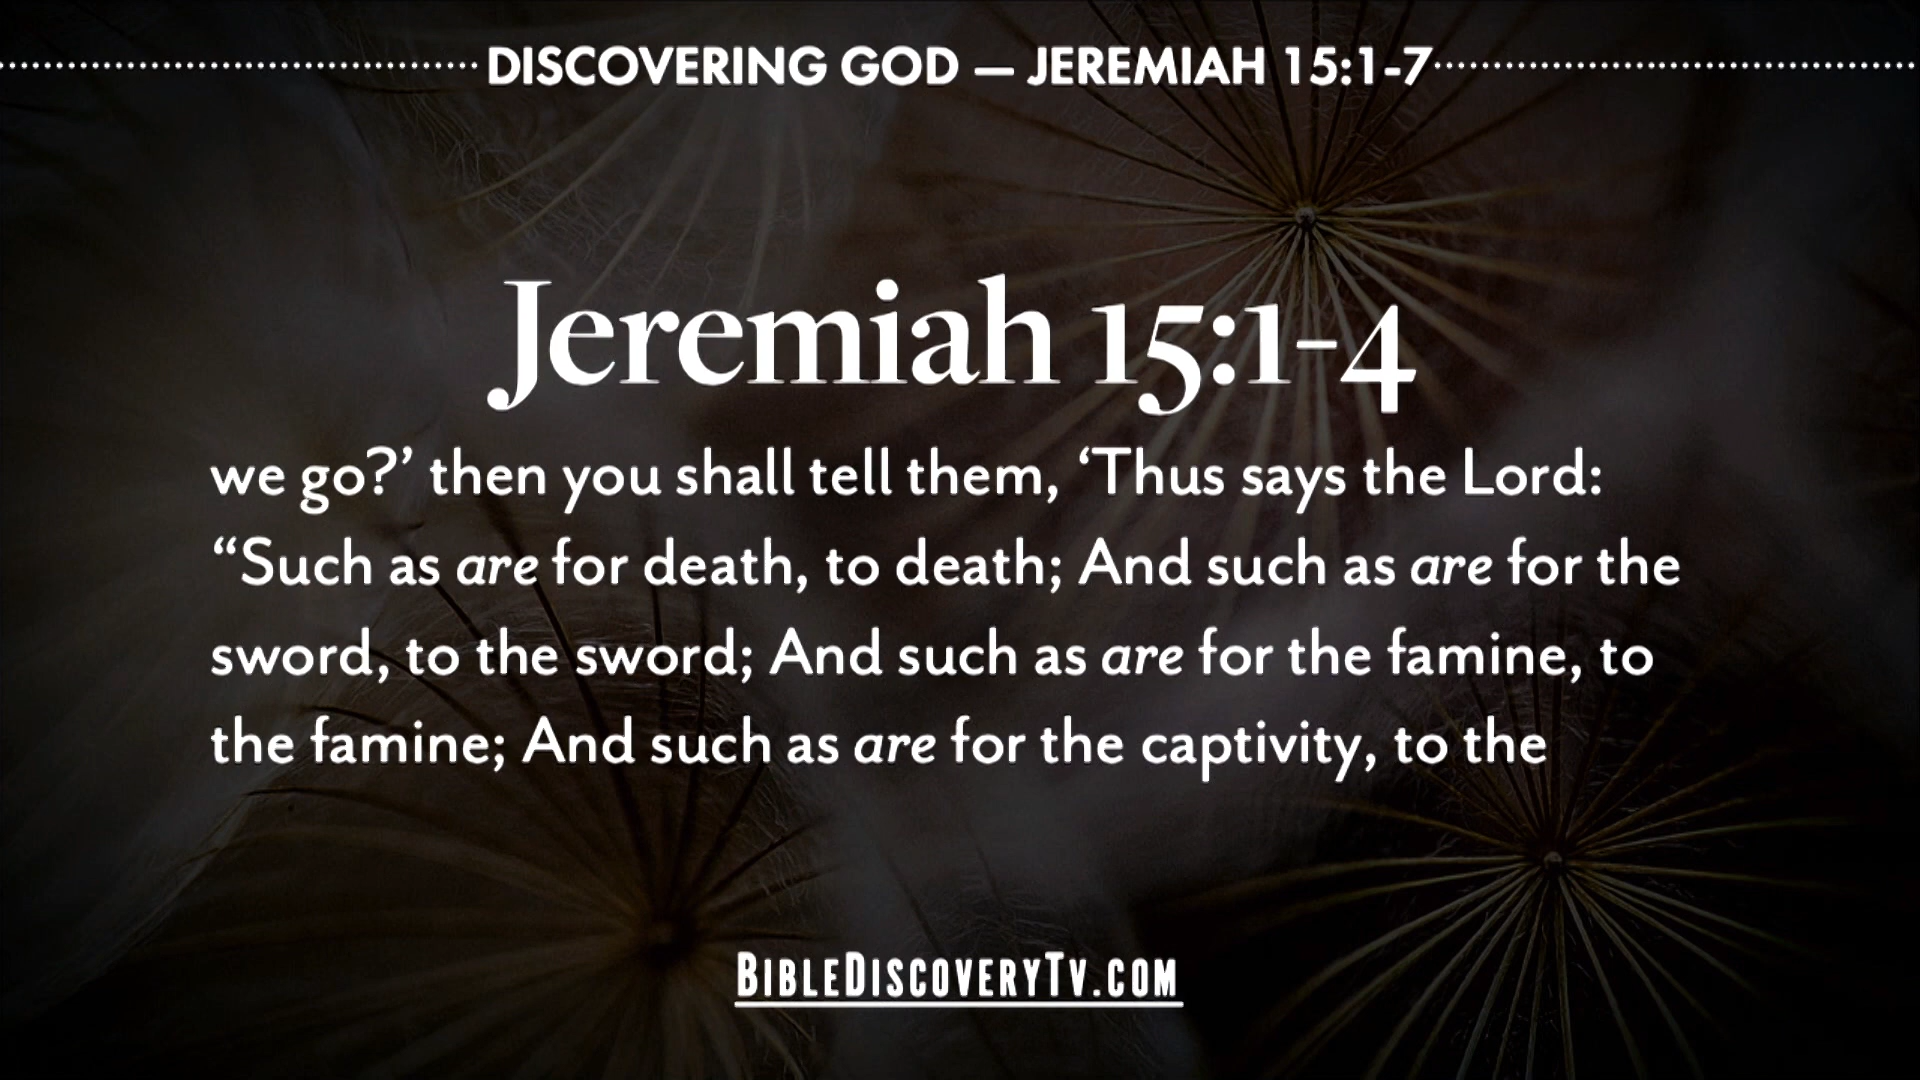 DISCOVERING GOD — JEREMIAH 15:1-7
Jeremiah 15:1-4
we go?’ then you shall tell them, ‘Thus says the Lord:
“Such as are for death, to death; And such as are for the
sword, to the sword; And such as are for the famine, to
the famine; And such as are for the captivity, to the
BIBLEDISCOVERYTV.COM